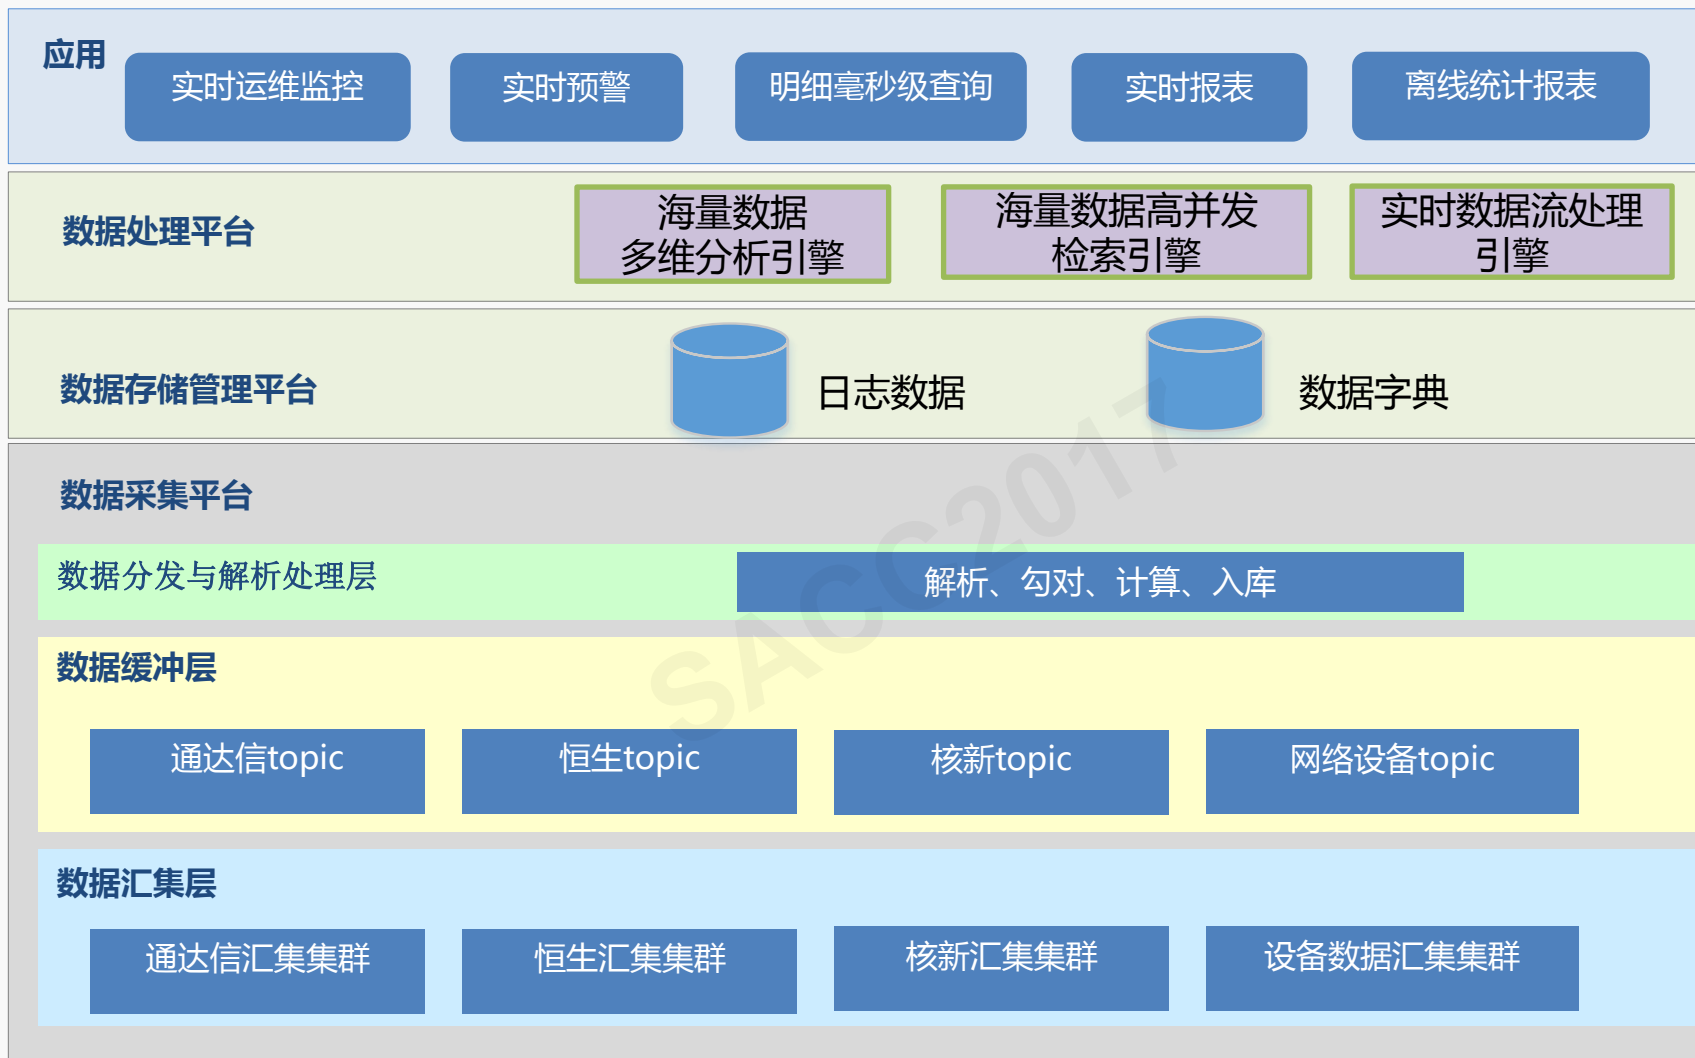 应用
实时运维监控
实时预警
明细毫秒级查询
实时报表
离线统计报表
数据处理平台
海量数据
多维分析引擎
海量数据高并发
检索引擎
实时数据流处理
引擎
数据存储管理平台
日志数据
数据字典
数据采集平台
数据分发与解析处理层
解析、勾对、计算、入库
数据缓冲层
通达信topic
恒生topic
核新topic
网络设备topic
数据汇集层
通达信汇集集群
恒生汇集集群
核新汇集集群
设备数据汇集集群
SACC2017